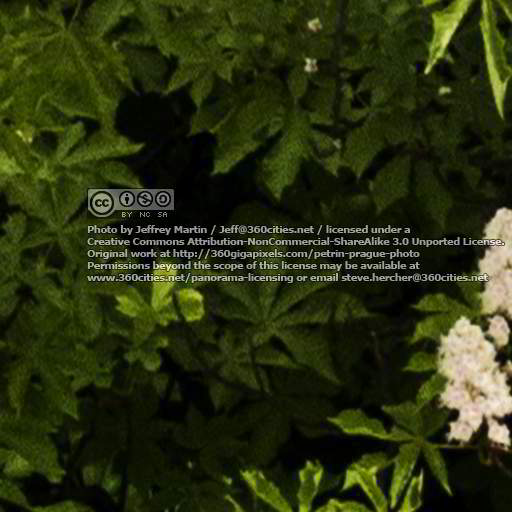 cc
BY NC SA
Photo by Jeffrey Martin / Jeff@360cities.net / licensed under a
Creative Commons Attribution-NonCommercial-ShareAlike 3.0 Unported License.
Original work at http://360gigapixels.com/petrin-prague-photo
Permissions beyond the scope of this license may be available at
www.360cities.net/panorama-licensing or email steve.hercher@360cities.net